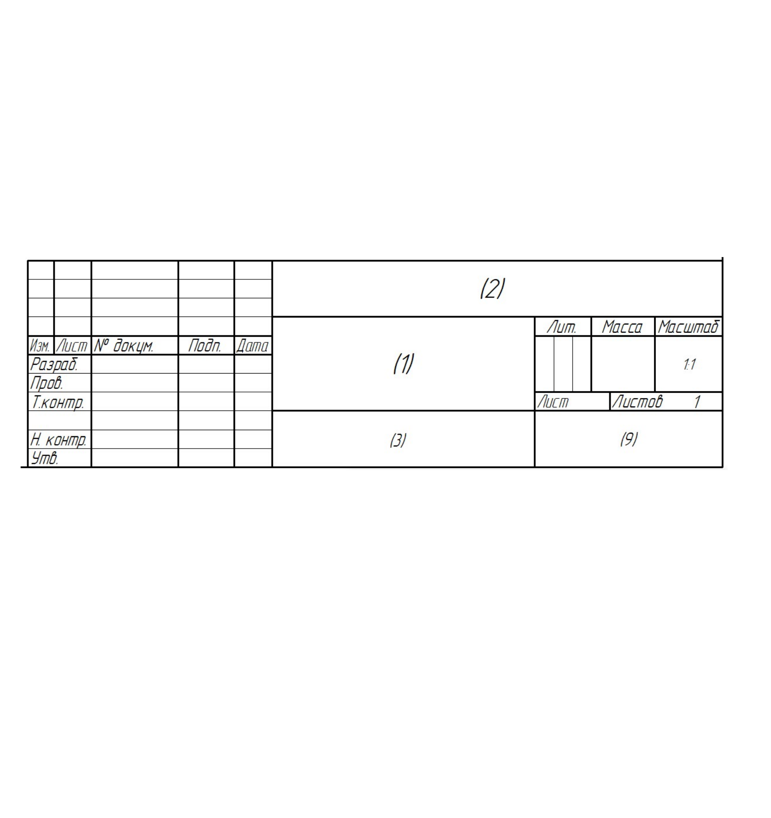 (2)
Лит. Масса Масштаб
Изм. Лист № докум. Подп. Дата
(1)
1:1
Разраб.
Пров.
Т.контр.
Лист Листов 1
Н. контр.
(3)
(9)
Утв.